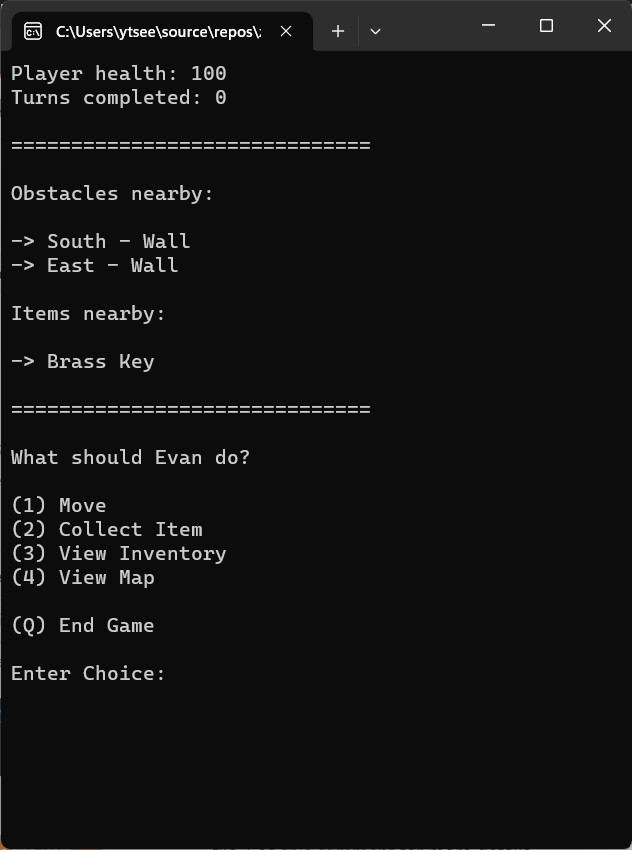 C:\Users\ytsee\source\repos\
Player health: 100
Turns completed: 0
==============================
Obstacles nearby:
-> South - Wall
-> East - Wall
Items nearby:
-> Brass Key
==============================
What should Evan do?
(1) Move
(2) Collect Item
(3) View Inventory
(4) View Map
(Q) End Game
Enter Choice: